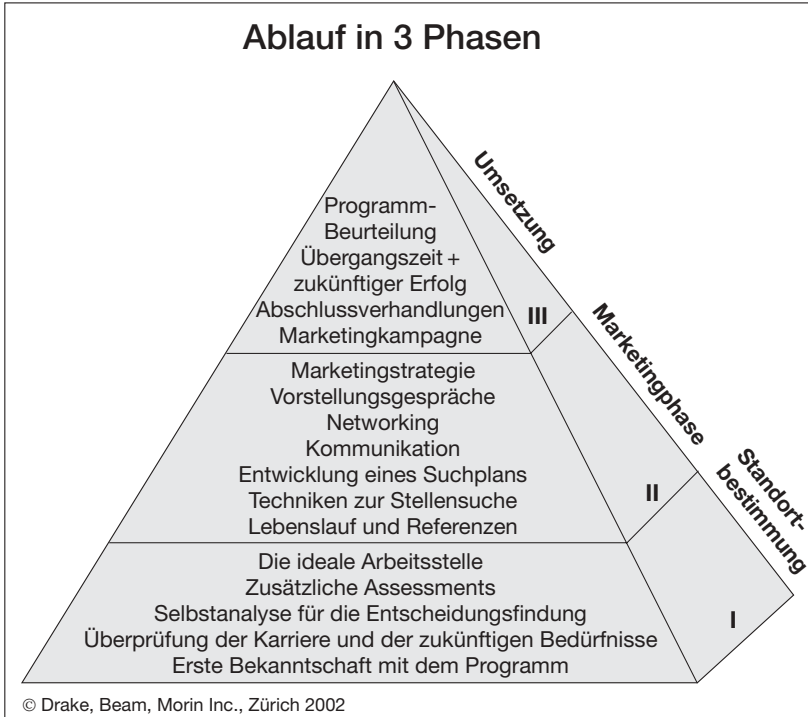 Ablauf in 3 Phasen
Programm-
Beurteilung
Übergangszeit +
zukünftiger Erfolg
Abschlussverhandlungen
Marketingkampagne
III
Umsetzung
Marketingstrategie
Vorstellungsgespräche
Networking
Kommunikation
Entwicklung eines Suchplans
Techniken zur Stellensuche
Lebenslauf und Referenzen
II
Marketingphase
Die ideale Arbeitsstelle
Zusätzliche Assessments
Selbstanalyse für die Entscheidungsfindung
Überprüfung der Karriere und der zukünftigen Bedürfnisse
Erste Bekanntschaft mit dem Programm
I
Standort-
bestimmung
© Drake, Beam, Morin Inc., Zürich 2002